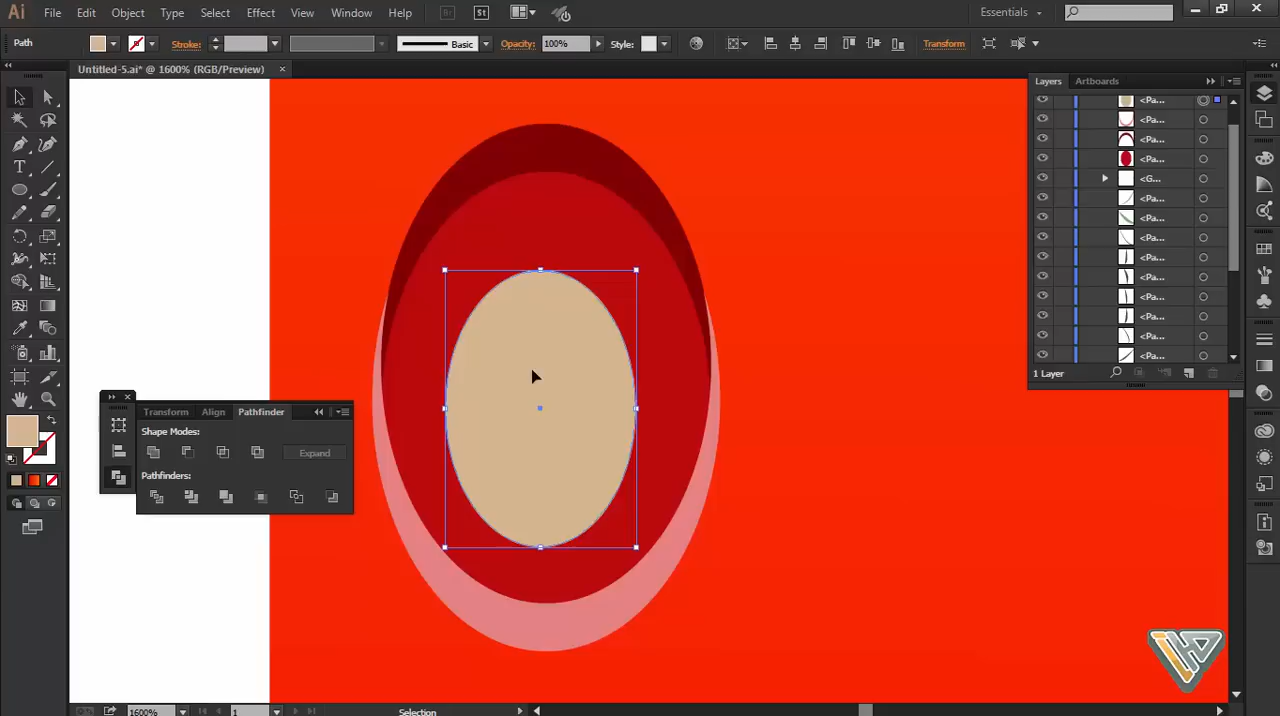 Ai File Edit Object Type Select Effect View Window Help Br St Essentials
Path Stroke: Basic Opacity: 100% Style: Transform
Untitled-5.ai* @ 1600% (RGB/Preview)
Layers Artboards
<Pa...
<Pa...
<Pa...
<Pa...
<G...
<Pa...
<Pa...
<Pa...
<Pa...
<Pa...
<Pa...
<Pa...
<Pa...
<Pa...
1 Layer
Transform Align Pathfinder
Shape Modes:
Expand
Pathfinders:
1600% 1 Selection